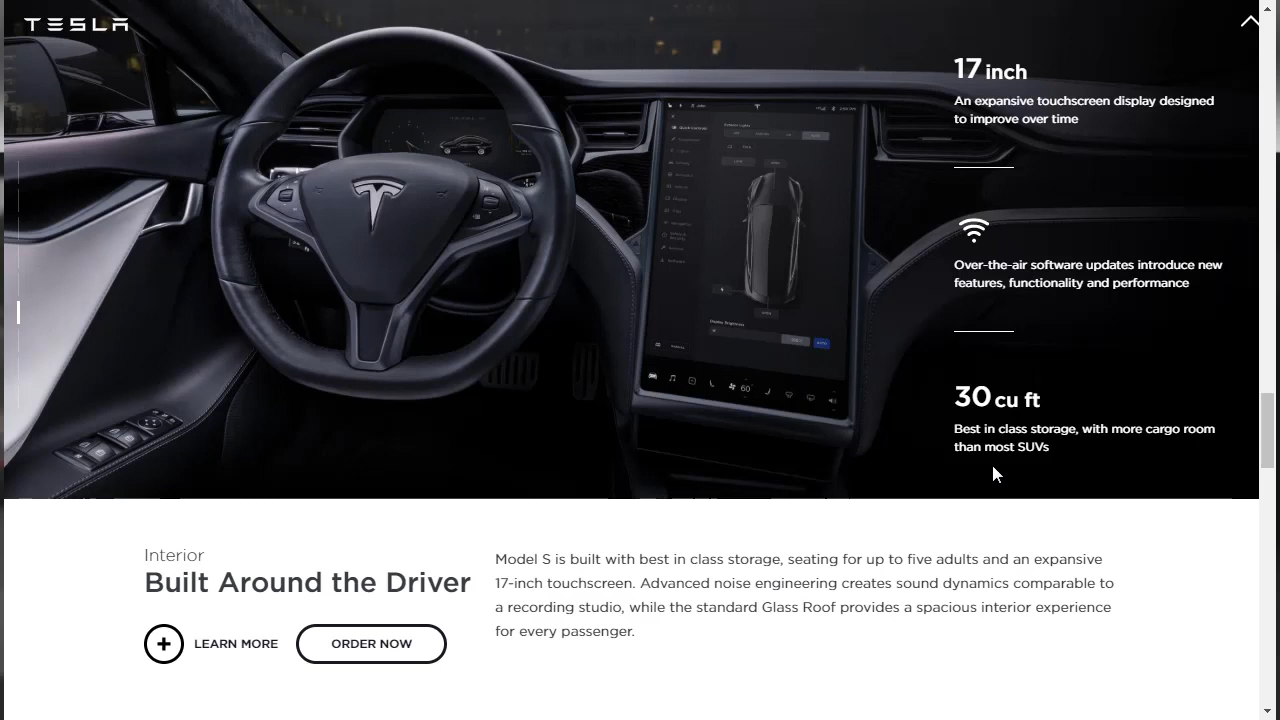 TESLA
17 inch
An expansive touchscreen display designed
to improve over time
Over-the-air software updates introduce new
features, functionality and performance
60
30 cu ft
Best in class storage, with more cargo room
than most SUVs
Interior
Built Around the Driver
LEARN MORE
ORDER NOW
Model S is built with best in class storage, seating for up to five adults and an expansive
17-inch touchscreen. Advanced noise engineering creates sound dynamics comparable to
a recording studio, while the standard Glass Roof provides a spacious interior experience
for every passenger.